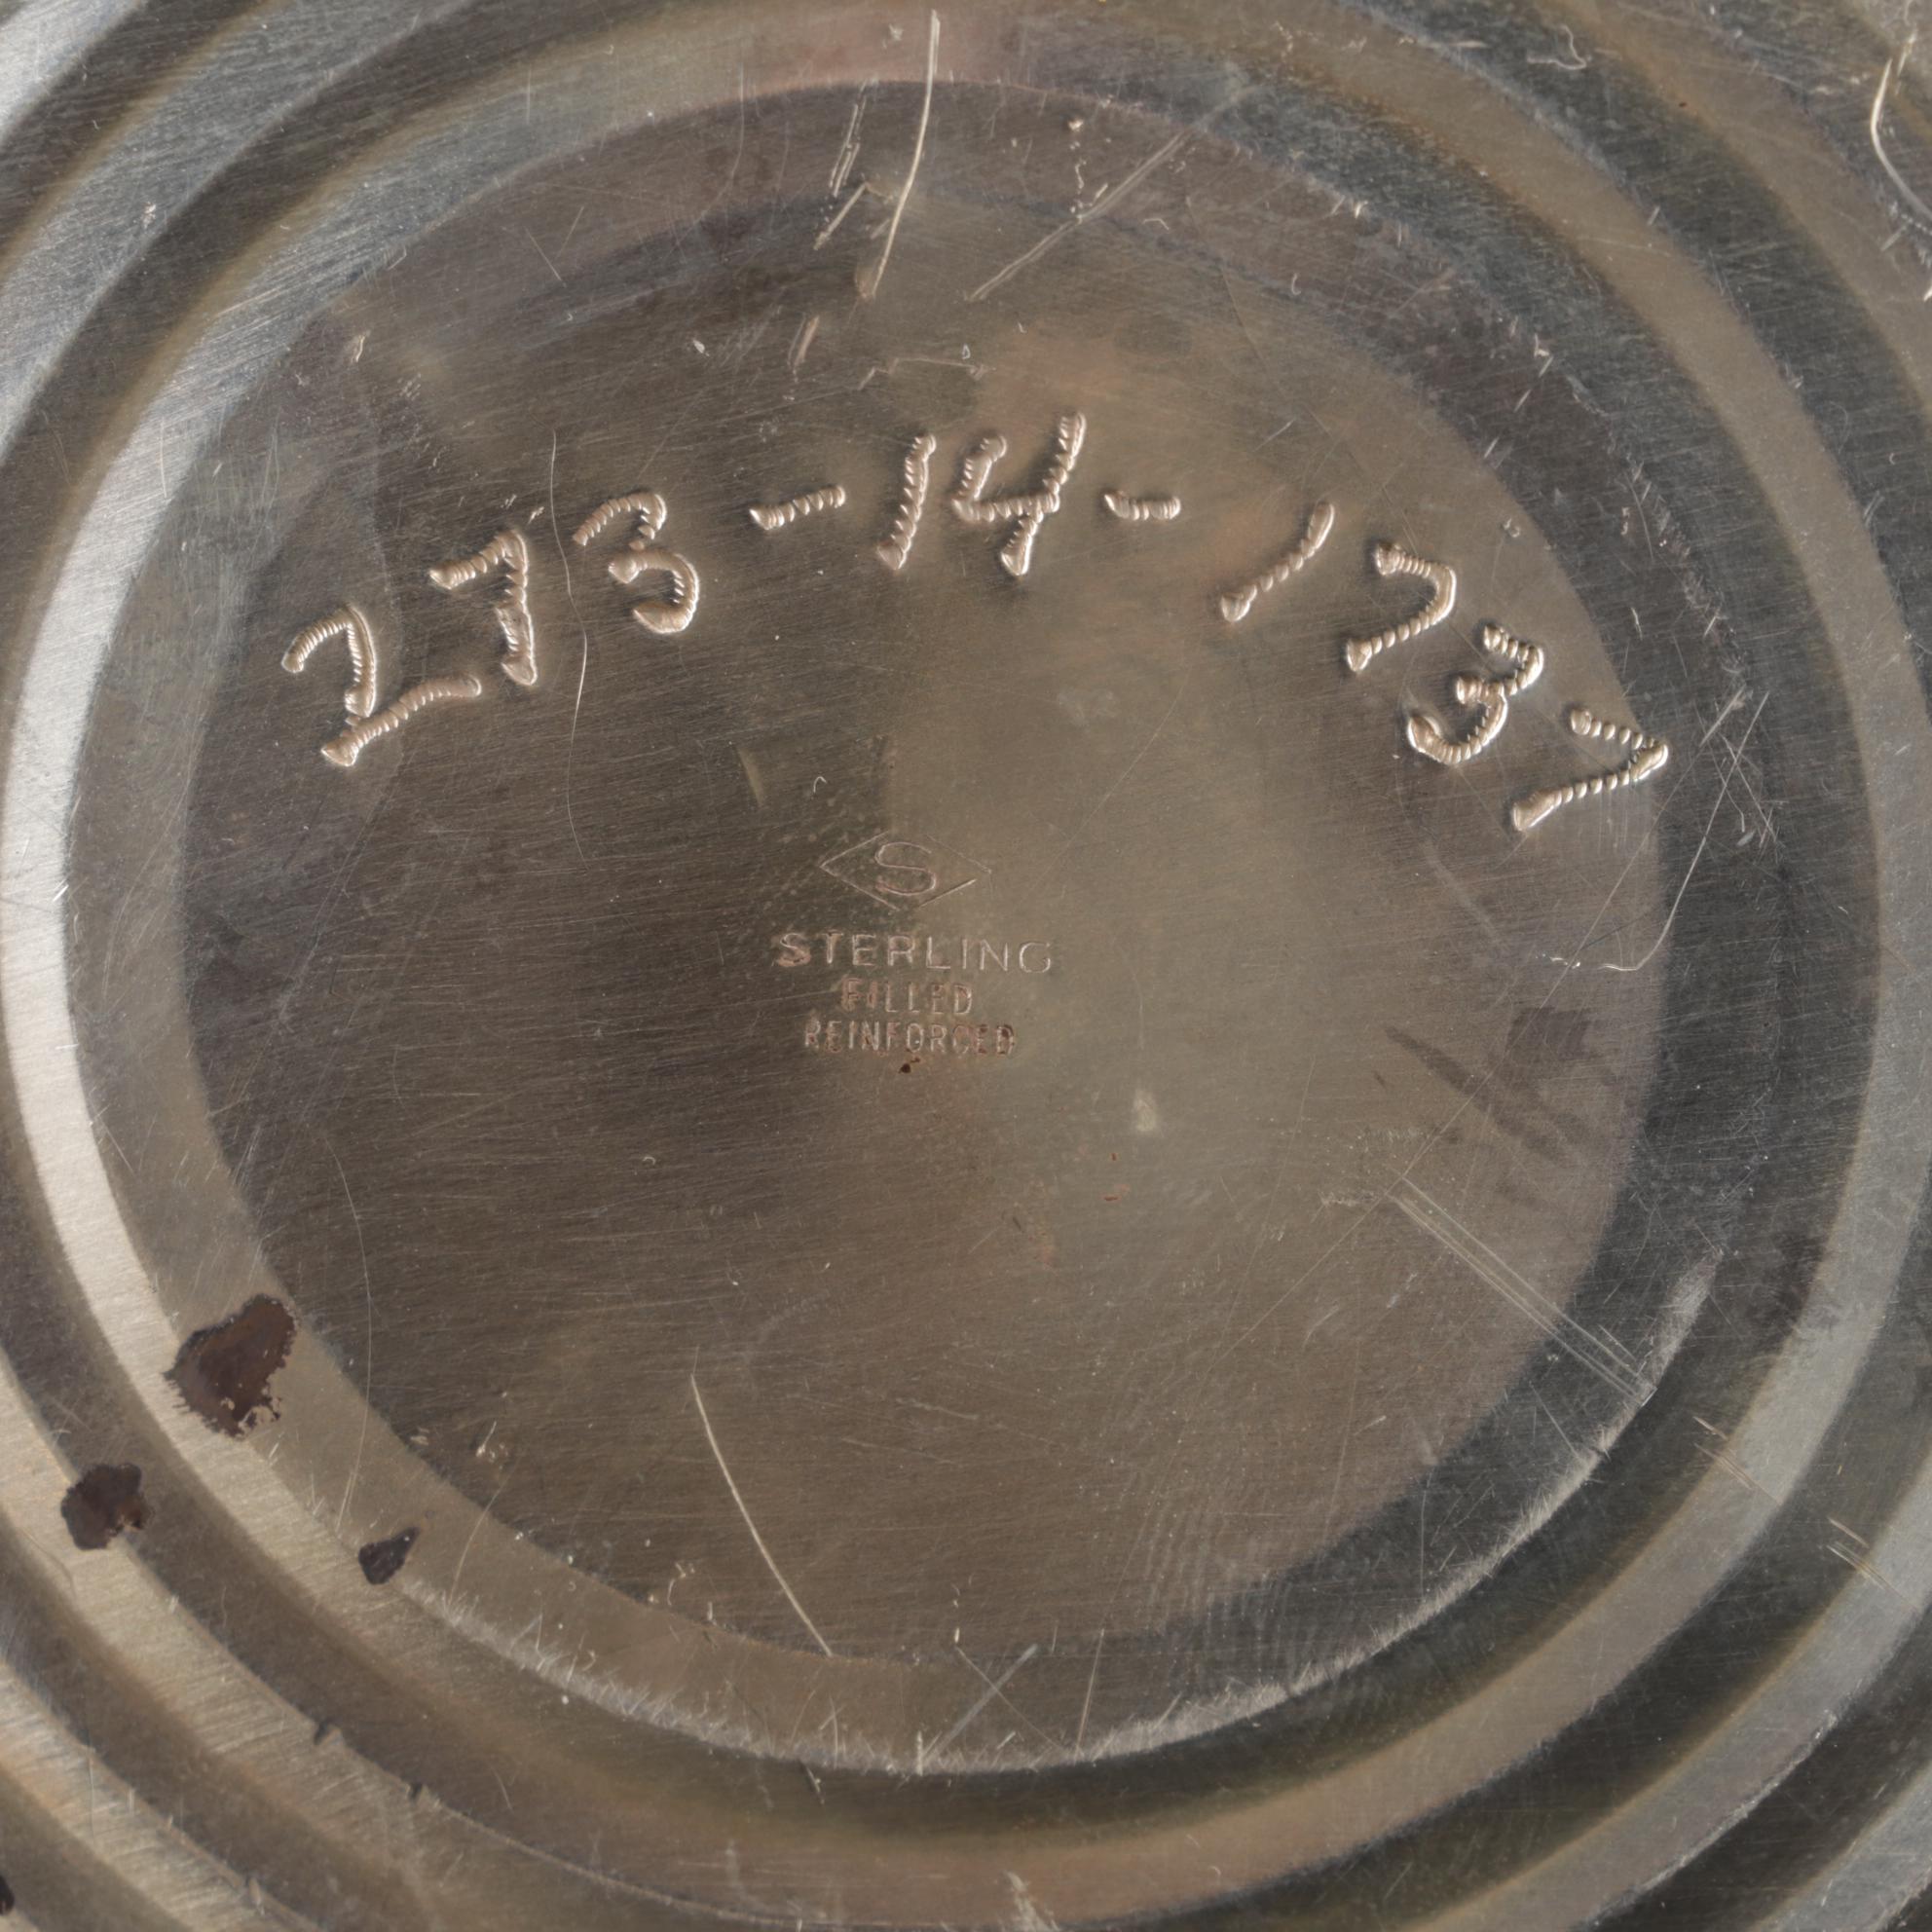 273-14-1737
S
STERLING
FILLED
REINFORCED